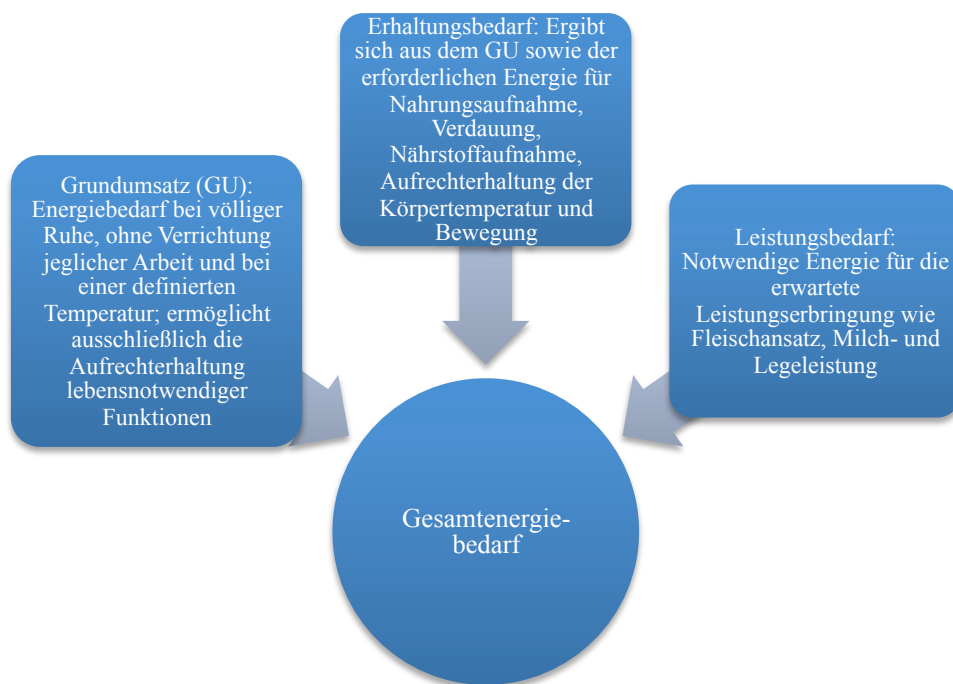 Erhaltungsbedarf: Ergibt
sich aus dem GU sowie der
erforderlichen Energie für
Nahrungsaufnahme,
Verdauung,
Nährstoffaufnahme,
Aufrechterhaltung der
Körpertemperatur und
Bewegung
Grundumsatz (GU):
Energiebedarf bei völliger
Ruhe, ohne Verrichtung
jeglicher Arbeit und bei
einer definierten
Temperatur; ermöglicht
ausschließlich die
Aufrechterhaltung
lebensnotwendiger
Funktionen
Leistungsbedarf:
Notwendige Energie für die
erwartete
Leistungserbringung wie
Fleischansatz, Milch- und
Legeleistung
Gesamtenergie-
bedarf